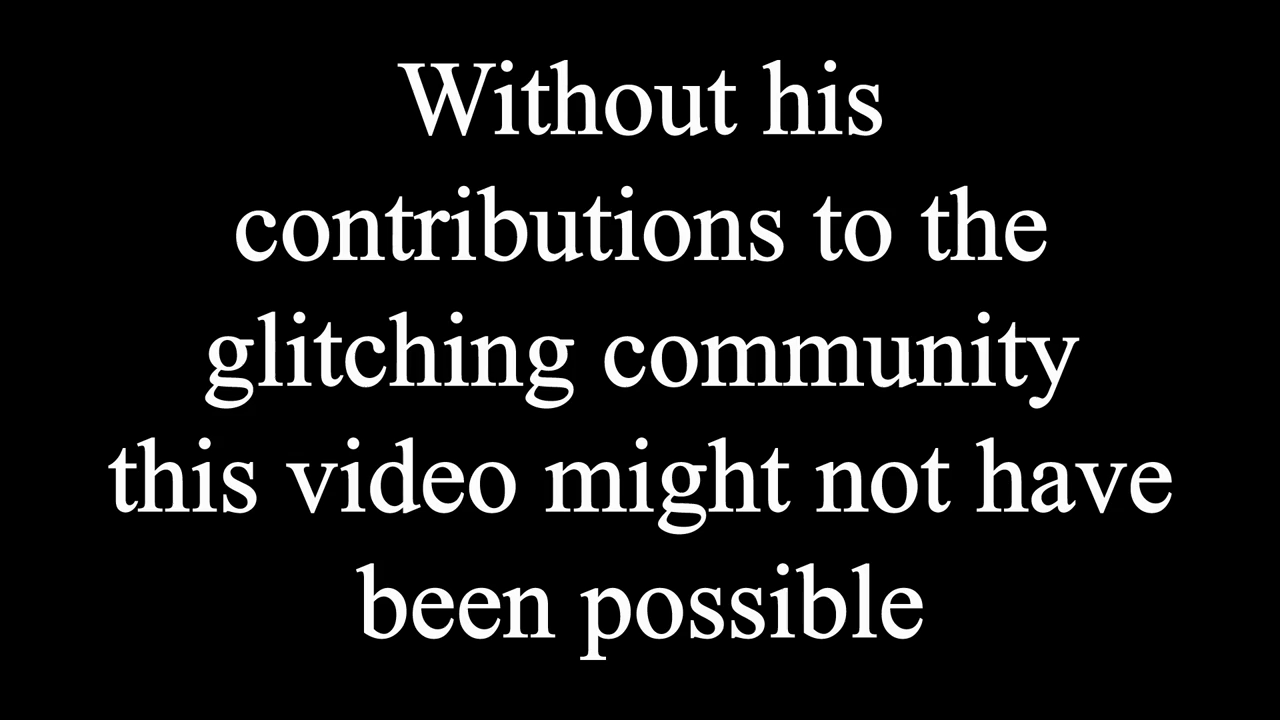 Without his
contributions to the
glitching community
this video might not have
been possible